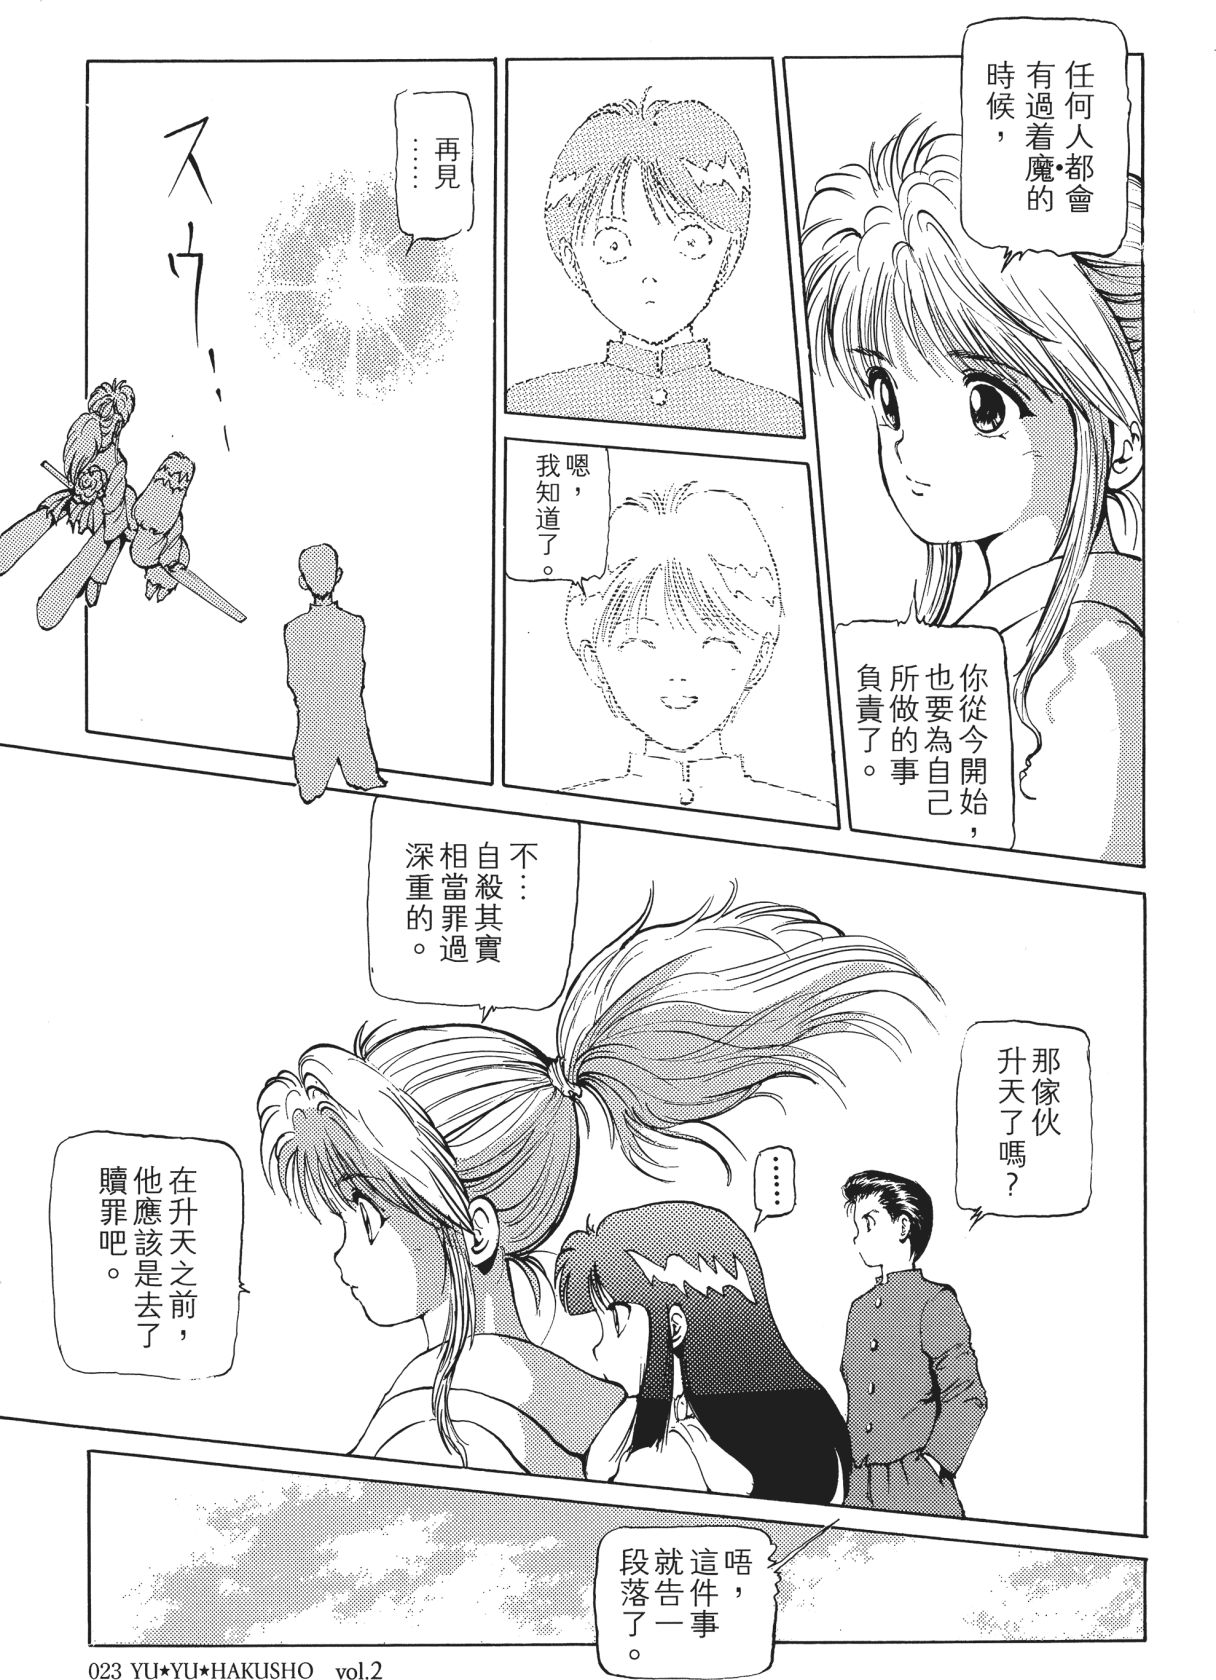 任何人都會
有過着魔的
時候，
你從今開始，
也要為自己
所做的事
負責了。
嗯，
我知道了。
再見
……
スウ…
那傢伙
升天了嗎？
……
不…
自殺其實
相當罪過
深重的。
在升天之前，
他應該是去了
贖罪吧。
唔，
這件事
就告一
段落了。
023 YU★YU★HAKUSHO vol.2